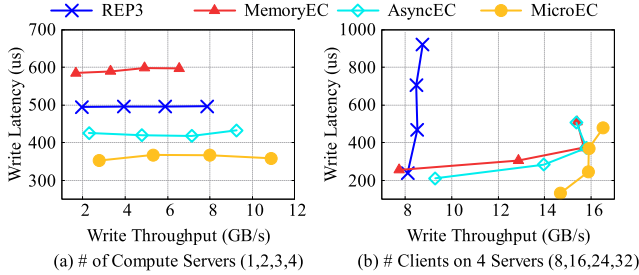 REP3 MemoryEC AsyncEC MicroEC
Write Latency (us)
700
600
500
400
300
2 4 6 8 10 12
Write Throughput (GB/s)
(a) # of Compute Servers (1,2,3,4)
Write Latency (us)
1000
800
600
400
200
8 10 12 14 16
Write Throughput (GB/s)
(b) # Clients on 4 Servers (8,16,24,32)